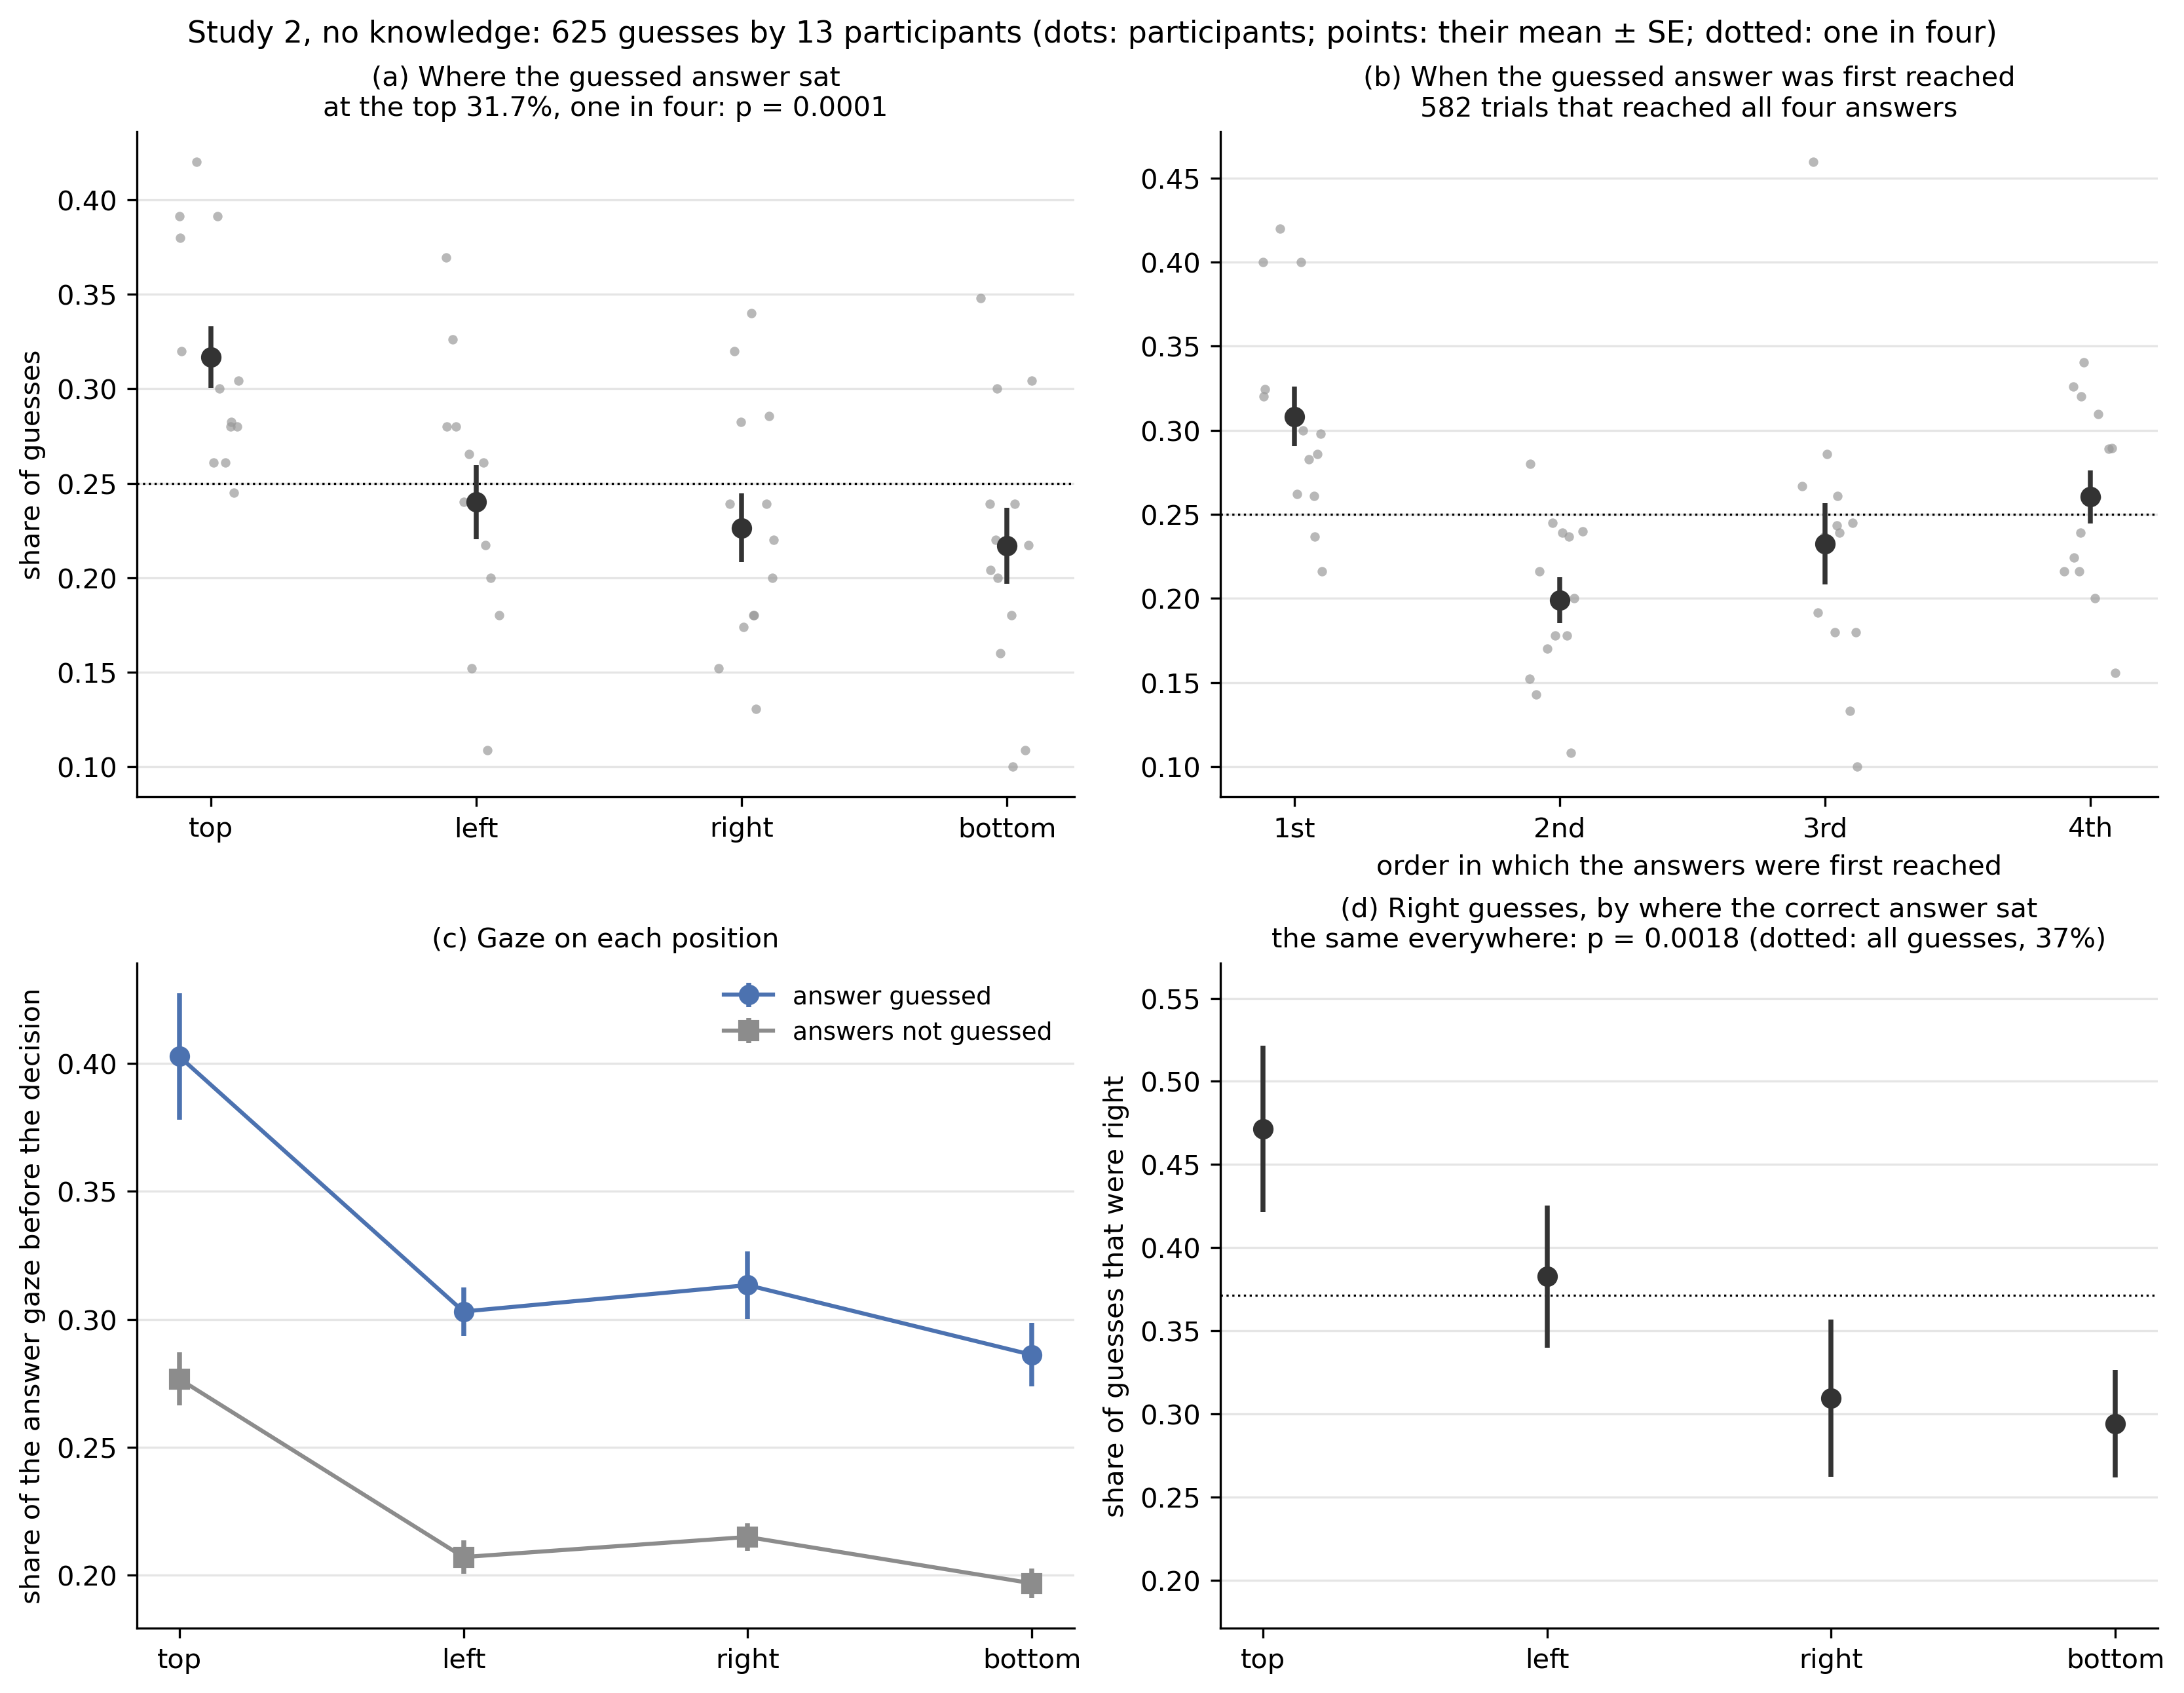 Study 2, no knowledge: 625 guesses by 13 participants (dots: participants; points: their mean ± SE; dotted: one in four)
(a) Where the guessed answer sat
at the top 31.7%, one in four: p = 0.0001
share of guesses
0.40
0.35
0.30
0.25
0.20
0.15
0.10
top
left
right
bottom
(b) When the guessed answer was first reached
582 trials that reached all four answers
0.45
0.40
0.35
0.30
0.25
0.20
0.15
0.10
1st
2nd
3rd
4th
order in which the answers were first reached
(c) Gaze on each position
share of the answer gaze before the decision
answer guessed
answers not guessed
0.40
0.35
0.30
0.25
0.20
top
left
right
bottom
(d) Right guesses, by where the correct answer sat
the same everywhere: p = 0.0018 (dotted: all guesses, 37%)
share of guesses that were right
0.55
0.50
0.45
0.40
0.35
0.30
0.25
0.20
top
left
right
bottom